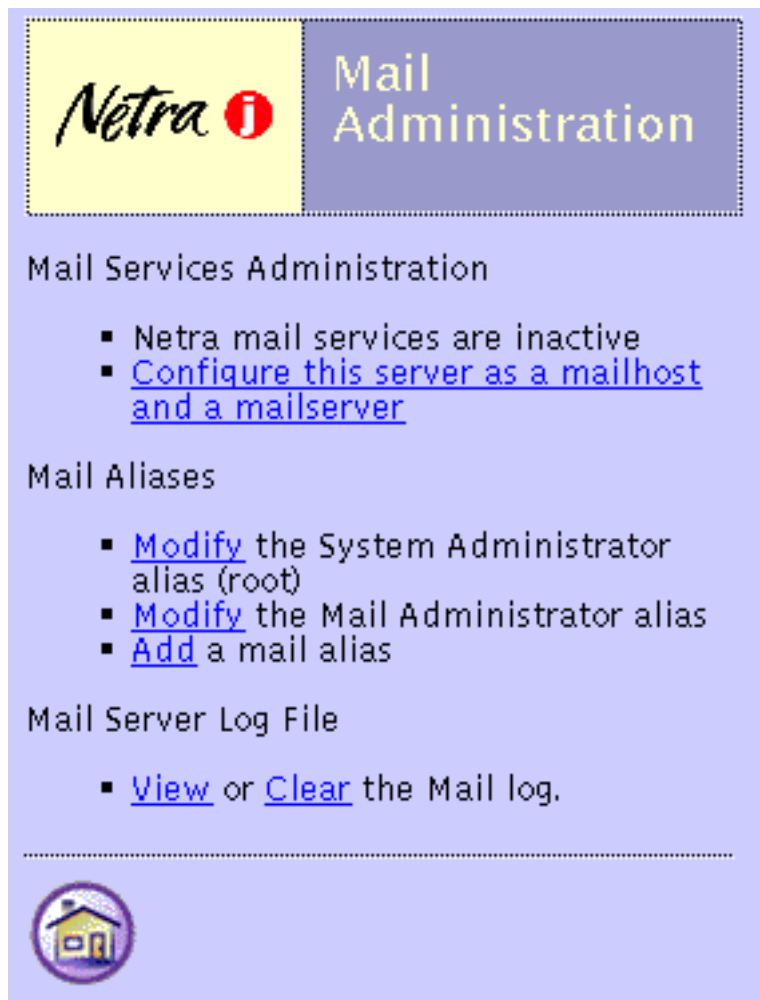 Netra j
Mail
Administration
Mail Services Administration
▪ Netra mail services are inactive
▪ Configure this server as a mailhost
and a mailserver
Mail Aliases
▪ Modify the System Administrator
alias (root)
▪ Modify the Mail Administrator alias
▪ Add a mail alias
Mail Server Log File
▪ View or Clear the Mail log.